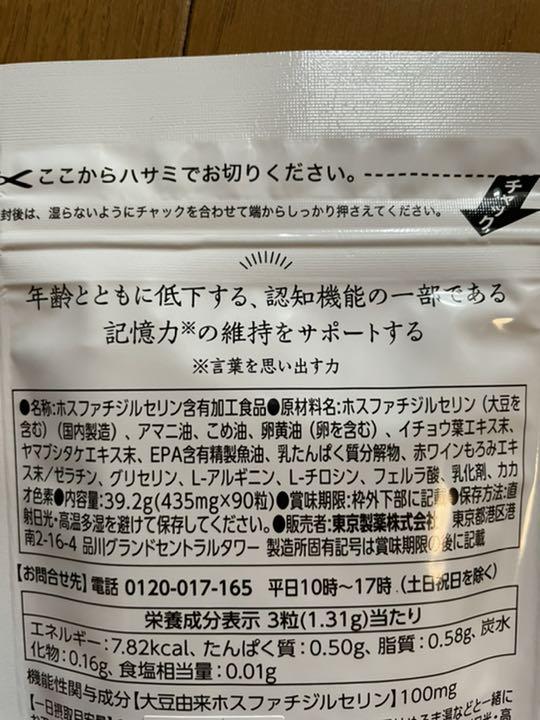 ここからハサミでお切りください。
チャック
封後は、湿らないようにチャックを合わせて端からしっかり押さえてください。
年齢とともに低下する、認知機能の一部である
記憶力※の維持をサポートする
※言葉を思い出す力
●名称:ホスファチジルセリン含有加工食品●原材料名:ホスファチジルセリン(大豆を
含む)(国内製造)、アマニ油、こめ油、卵黄油(卵を含む)、イチョウ葉エキス末、
ヤマブシタケエキス末、EPA含有精製魚油、乳たんぱく質分解物、赤ワインもろみエキ
ス末/ゼラチン、グリセリン、L-アルギニン、L-チロシン、フェルラ酸、乳化剤、カカ
オ色素●内容量:39.2g(435mg×90粒)●賞味期限:枠外下部に記載●保存方法:直
射日光・高温多湿を避けて保存してください。●販売者:東京製薬株式会社 東京都港区港
南2-16-4 品川グランドセントラルタワー 製造所固有記号は賞味期限の後に記載
【お問合せ先】電話 0120-017-165 平日10時～17時(土日祝日を除く)
栄養成分表示 3粒(1.31g)当たり
エネルギー:7.82kcal、たんぱく質:0.50g、脂質:0.58g、炭水
化物:0.16g、食塩相当量:0.01g
機能性関与成分【大豆由来ホスファチジルセリン】100mg
【一日摂取目安量】